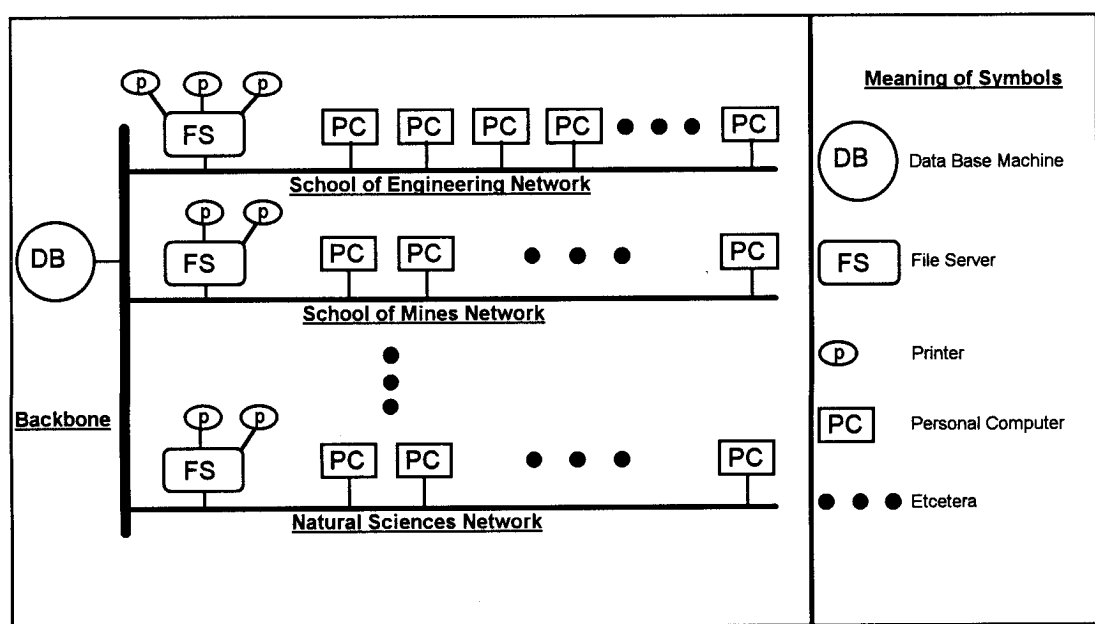 p p p
FS PC PC PC PC PC
School of Engineering Network
p p
DB FS PC PC PC
School of Mines Network
Backbone
p p
FS PC PC PC
Natural Sciences Network
Meaning of Symbols
DB Data Base Machine
FS File Server
p Printer
PC Personal Computer
Etcetera